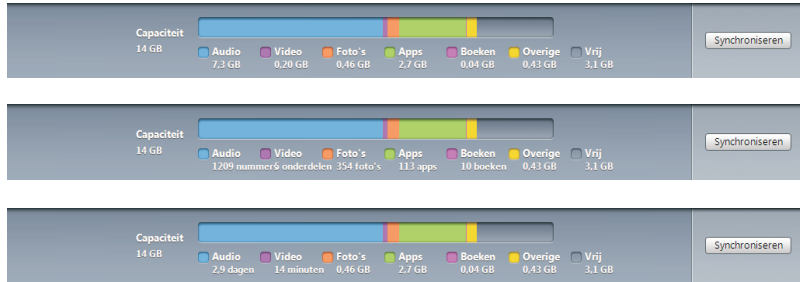 Capaciteit
14 GB
Audio Video Foto's Apps Boeken Overige Vrij
7,3 GB 0,20 GB 0,46 GB 2,7 GB 0,04 GB 0,43 GB 3,1 GB
Synchroniseren
Capaciteit
14 GB
Audio Video Foto's Apps Boeken Overige Vrij
1209 nummers 6 onderdelen 354 foto's 113 apps 10 boeken 0,43 GB 3,1 GB
Synchroniseren
Capaciteit
14 GB
Audio Video Foto's Apps Boeken Overige Vrij
2,9 dagen 14 minuten 0,46 GB 2,7 GB 0,04 GB 0,43 GB 3,1 GB
Synchroniseren